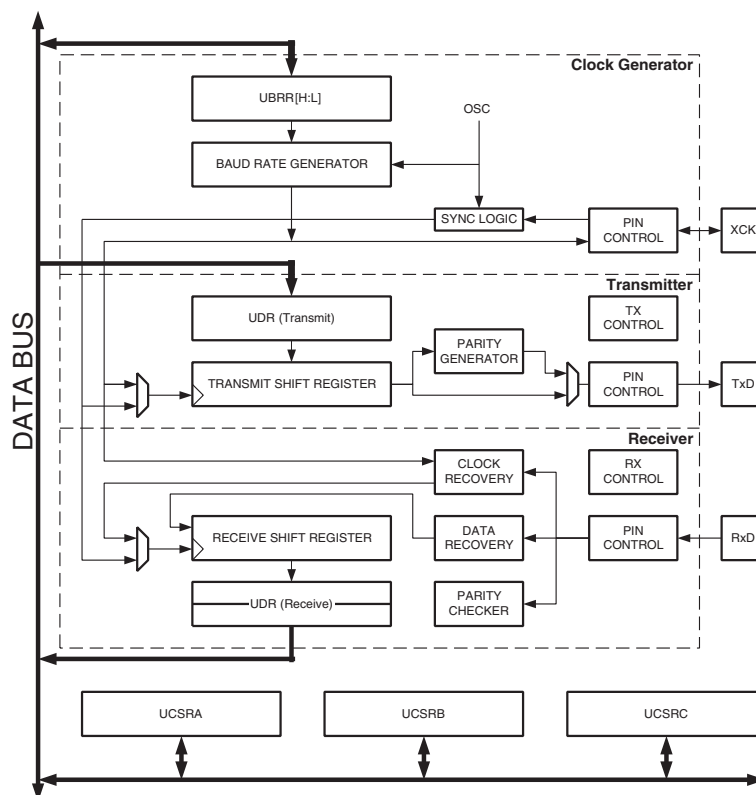 Clock Generator
UBRR[H:L]
OSC
BAUD RATE GENERATOR
SYNC LOGIC
PIN
CONTROL
XCK
Transmitter
UDR (Transmit)
TX
CONTROL
PARITY
GENERATOR
TRANSMIT SHIFT REGISTER
PIN
CONTROL
TxD
DATA BUS
Receiver
CLOCK
RECOVERY
RX
CONTROL
RECEIVE SHIFT REGISTER
DATA
RECOVERY
PIN
CONTROL
RxD
UDR (Receive)
PARITY
CHECKER
UCSRA
UCSRB
UCSRC